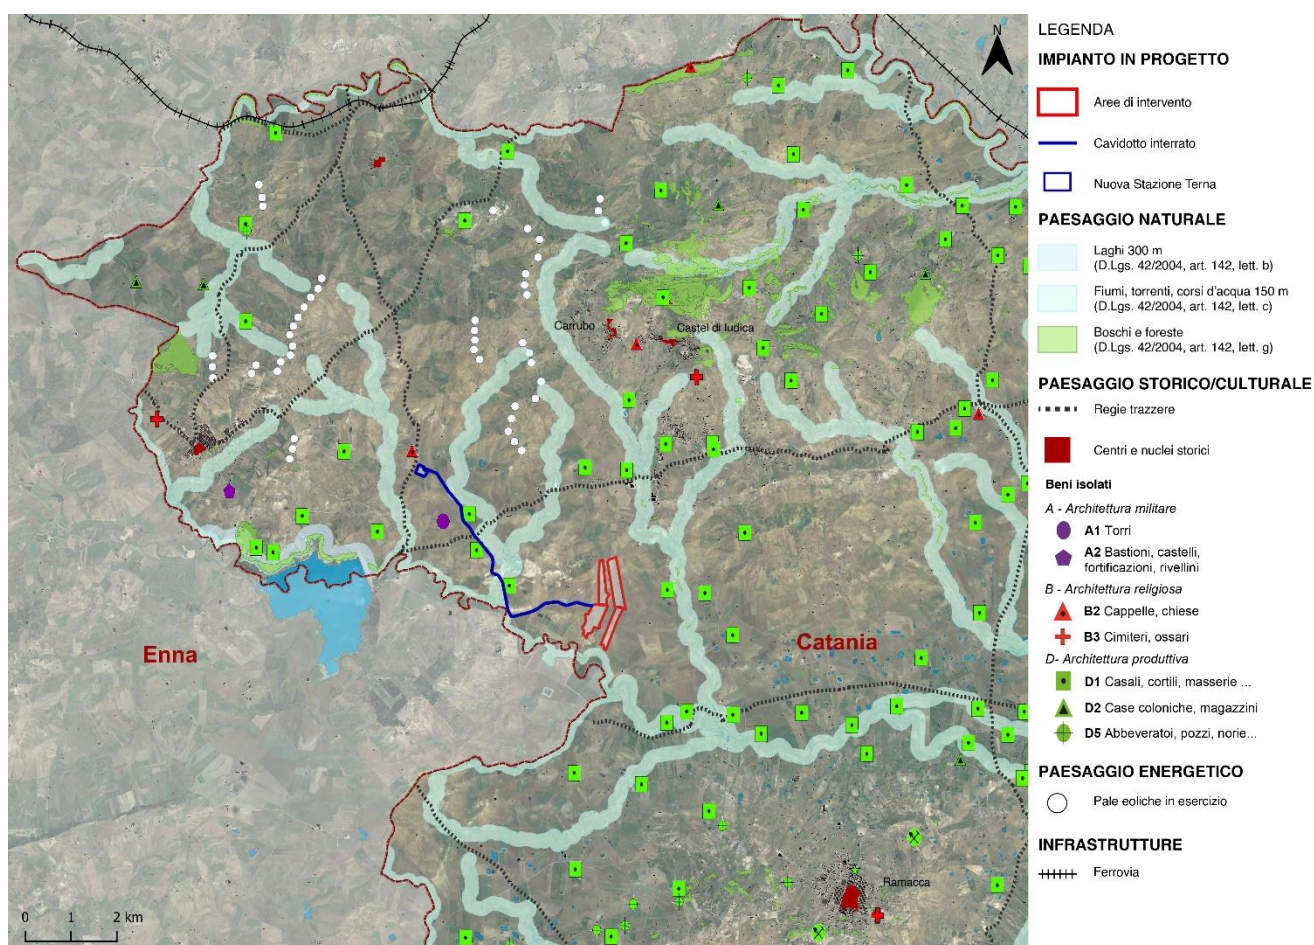 N
Carrubo
Castel di Iudica
Enna
Catania
Ramacca
0 1 2 km
LEGENDA
IMPIANTO IN PROGETTO
Aree di intervento
Cavidotto interrato
Nuova Stazione Terna
PAESAGGIO NATURALE
Laghi 300 m
(D.Lgs. 42/2004, art. 142, lett. b)
Fiumi, torrenti, corsi d'acqua 150 m
(D.Lgs. 42/2004, art. 142, lett. c)
Boschi e foreste
(D.Lgs. 42/2004, art. 142, lett. g)
PAESAGGIO STORICO/CULTURALE
Regie trazzere
Centri e nuclei storici
Beni isolati
A - Architettura militare
A1 Torri
A2 Bastioni, castelli,
fortificazioni, rivellini
B - Architettura religiosa
B2 Cappelle, chiese
B3 Cimiteri, ossari
D- Architettura produttiva
D1 Casali, cortili, masserie ...
D2 Case coloniche, magazzini
D5 Abbeveratoi, pozzi, norie...
PAESAGGIO ENERGETICO
Pale eoliche in esercizio
INFRASTRUTTURE
Ferrovia